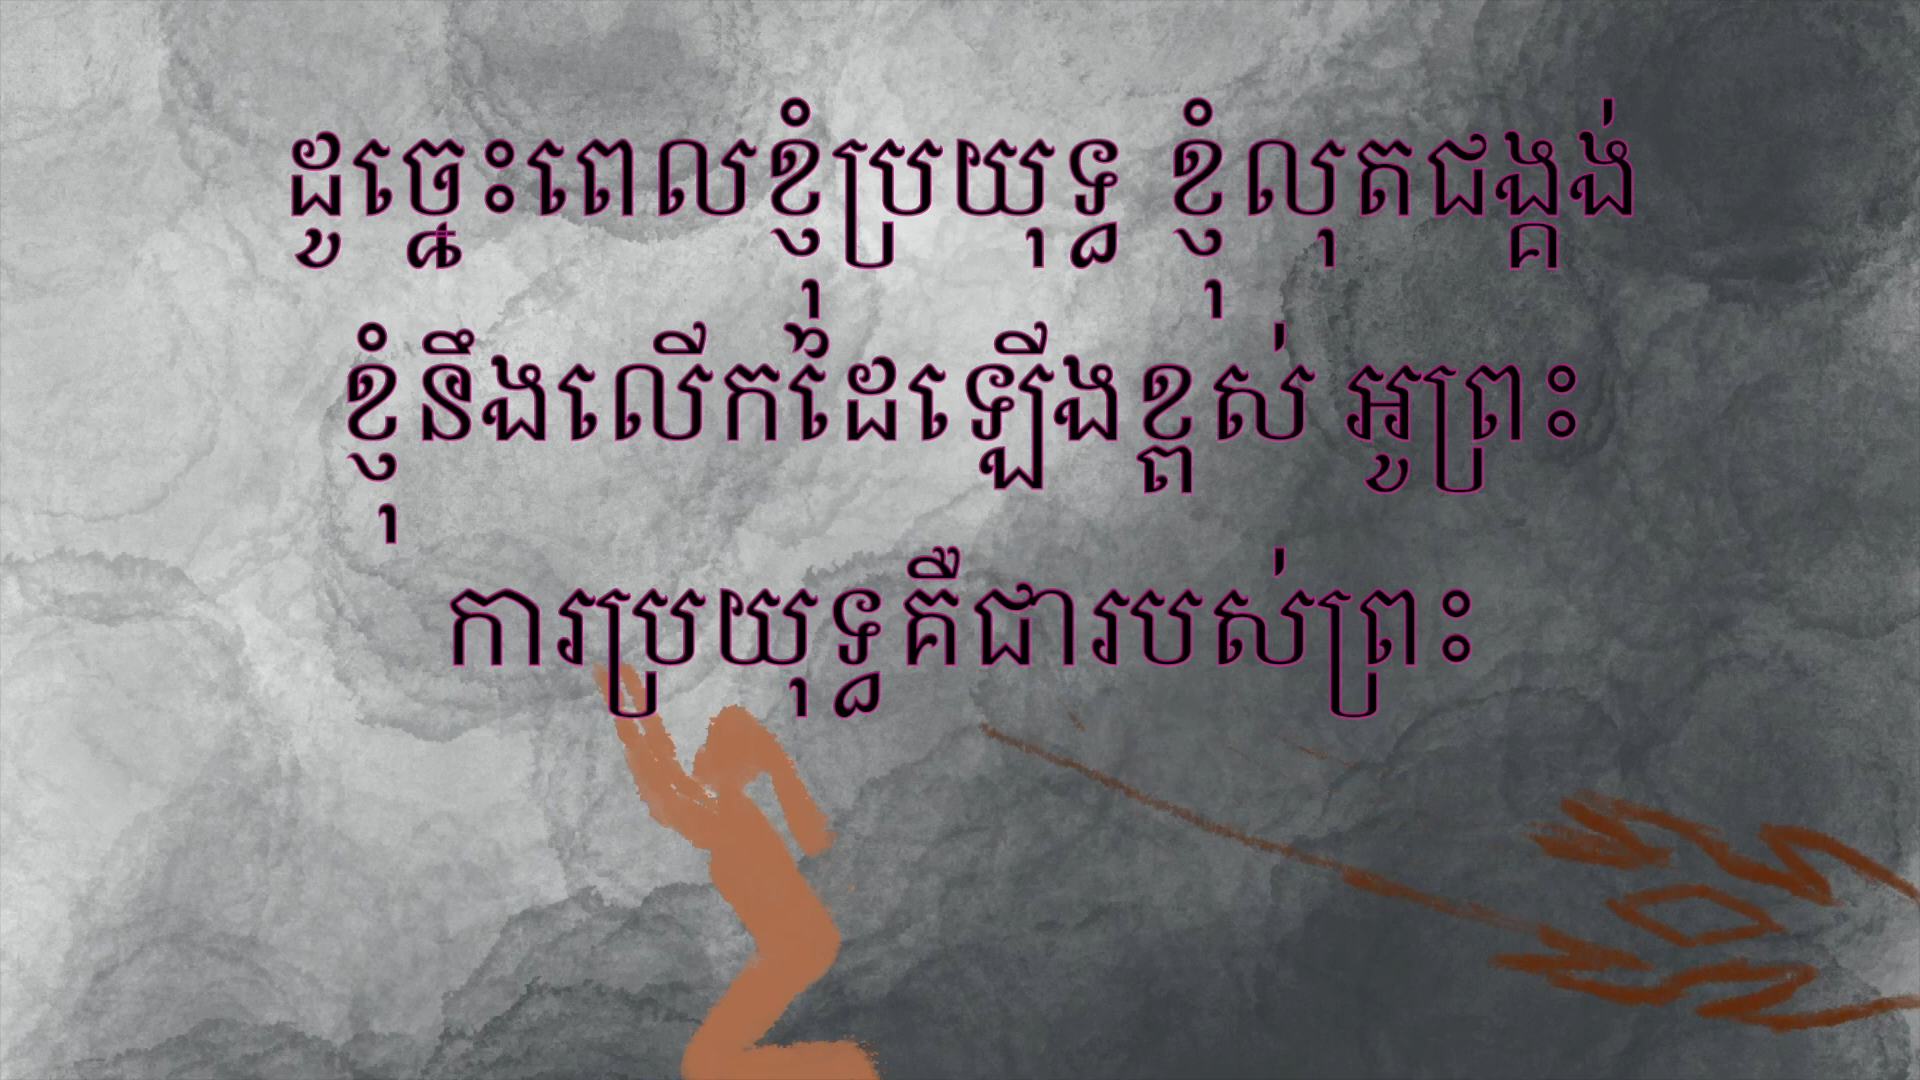 ដូច្នេះពេលខ្ញុំប្រយុទ្ធ ខ្ញុំលុតជង្គង់
ខ្ញុំនឹងលើកដៃឡើងខ្ពស់ អូព្រះ
ការប្រយុទ្ធគឺជារបស់ព្រះ